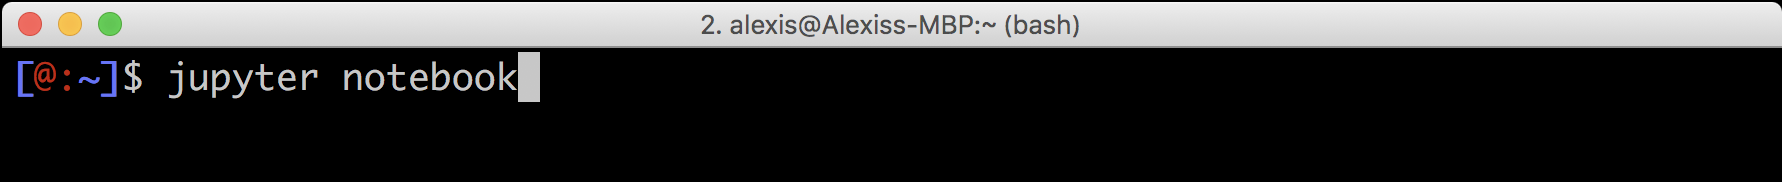 2. alexis@Alexiss-MBP:~ (bash)
[@:~]$ jupyter notebook